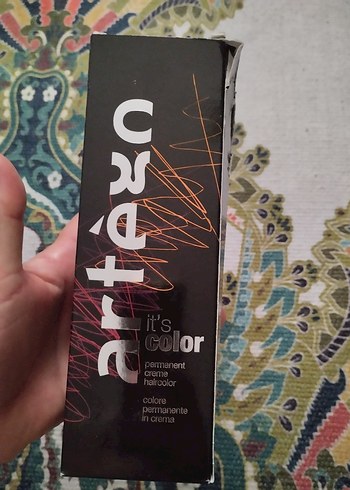 artègo
it's
color
permanent
creme
haircolor
colore
permanente
in crema